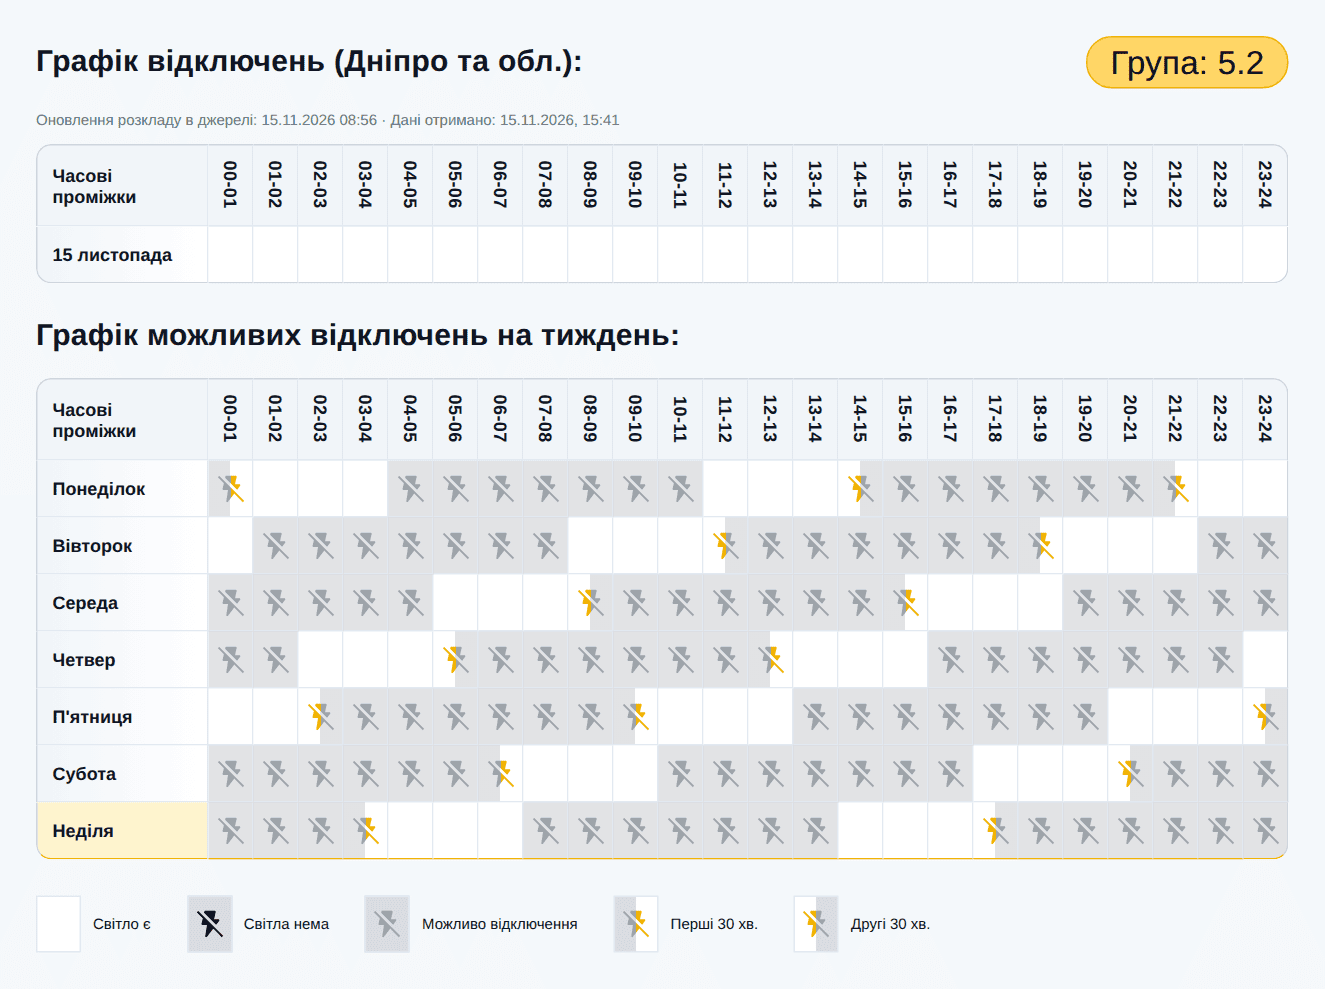 Графік відключень (Дніпро та обл.):
Група: 5.2
Оновлення розкладу в джерелі: 15.11.2026 08:56 · Дані отримано: 15.11.2026, 15:41
Часові
проміжки
00-01 01-02 02-03 03-04 04-05 05-06 06-07 07-08 08-09 09-10 10-11 11-12 12-13 13-14 14-15 15-16 16-17 17-18 18-19 19-20 20-21 21-22 22-23 23-24
15 листопада
Графік можливих відключень на тиждень:
Часові
проміжки
00-01 01-02 02-03 03-04 04-05 05-06 06-07 07-08 08-09 09-10 10-11 11-12 12-13 13-14 14-15 15-16 16-17 17-18 18-19 19-20 20-21 21-22 22-23 23-24
Понеділок
Вівторок
Середа
Четвер
П'ятниця
Субота
Неділя
Світло є
Світла нема
Можливо відключення
Перші 30 хв.
Другі 30 хв.